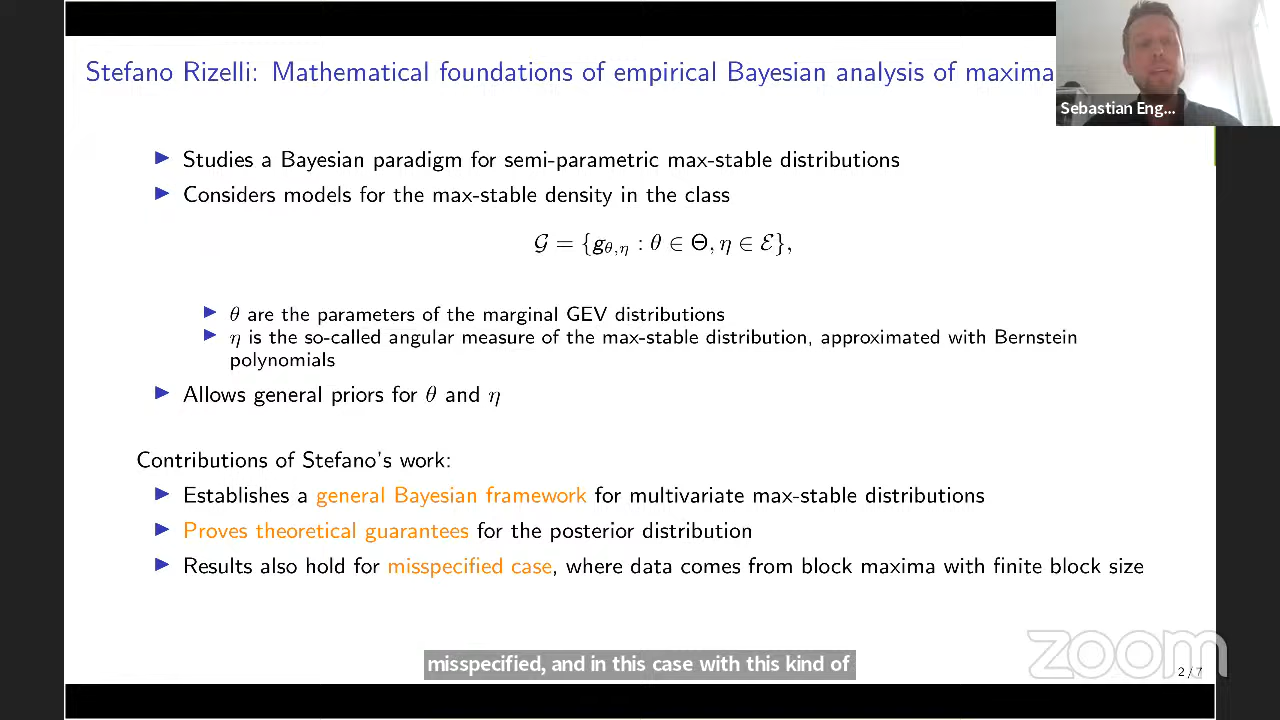 Stefano Rizelli: Mathematical foundations of empirical Bayesian analysis of maxima
Sebastian Eng...
▶ Studies a Bayesian paradigm for semi-parametric max-stable distributions
▶ Considers models for the max-stable density in the class
𝒢 = {g_{θ,η} : θ ∈ Θ, η ∈ ℰ},
▶ θ are the parameters of the marginal GEV distributions
▶ η is the so-called angular measure of the max-stable distribution, approximated with Bernstein
polynomials
▶ Allows general priors for θ and η
Contributions of Stefano's work:
▶ Establishes a general Bayesian framework for multivariate max-stable distributions
▶ Proves theoretical guarantees for the posterior distribution
▶ Results also hold for misspecified case, where data comes from block maxima with finite block size
misspecified, and in this case with this kind of
zoom
2 / 7